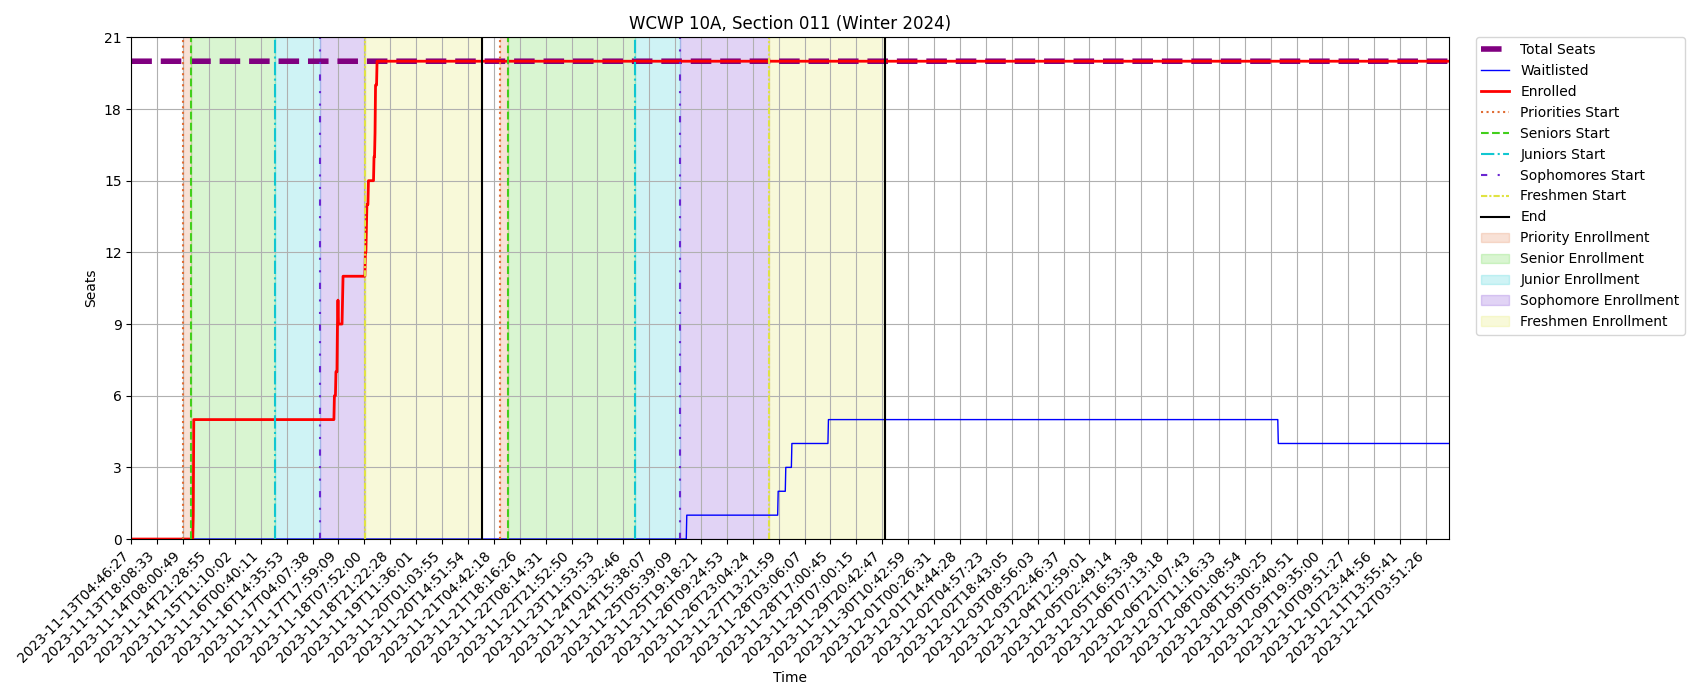 WCWP 10A, Section 011 (Winter 2024)
21
18
15
12
9
6
3
0
Seats
2023-11-13T04:46:27
2023-11-13T18:08:33
2023-11-14T08:00:49
2023-11-14T21:28:55
2023-11-15T11:10:02
2023-11-16T00:40:11
2023-11-16T14:35:53
2023-11-17T04:07:38
2023-11-17T17:59:09
2023-11-18T07:52:00
2023-11-18T21:22:28
2023-11-19T11:36:01
2023-11-20T01:03:55
2023-11-20T14:51:54
2023-11-21T04:42:18
2023-11-21T18:16:26
2023-11-22T08:14:31
2023-11-22T21:52:50
2023-11-23T11:53:53
2023-11-24T01:32:46
2023-11-24T15:38:07
2023-11-25T05:39:09
2023-11-25T19:18:21
2023-11-26T09:24:53
2023-11-26T23:04:24
2023-11-27T13:21:59
2023-11-28T03:06:07
2023-11-28T17:00:45
2023-11-29T07:00:15
2023-11-29T20:42:47
2023-11-30T10:42:59
2023-12-01T00:26:31
2023-12-01T14:44:28
2023-12-02T04:57:23
2023-12-02T18:43:05
2023-12-03T08:56:03
2023-12-03T22:46:37
2023-12-04T12:59:01
2023-12-05T02:49:14
2023-12-05T16:53:38
2023-12-06T07:13:18
2023-12-06T21:07:43
2023-12-07T11:16:33
2023-12-08T01:08:54
2023-12-08T15:30:23
2023-12-09T05:40:51
2023-12-09T19:35:00
2023-12-10T09:51:27
2023-12-10T23:44:56
2023-12-11T13:55:41
2023-12-12T03:51:26
Time
Total Seats
Waitlisted
Enrolled
Priorities Start
Seniors Start
Juniors Start
Sophomores Start
Freshmen Start
End
Priority Enrollment
Senior Enrollment
Junior Enrollment
Sophomore Enrollment
Freshmen Enrollment